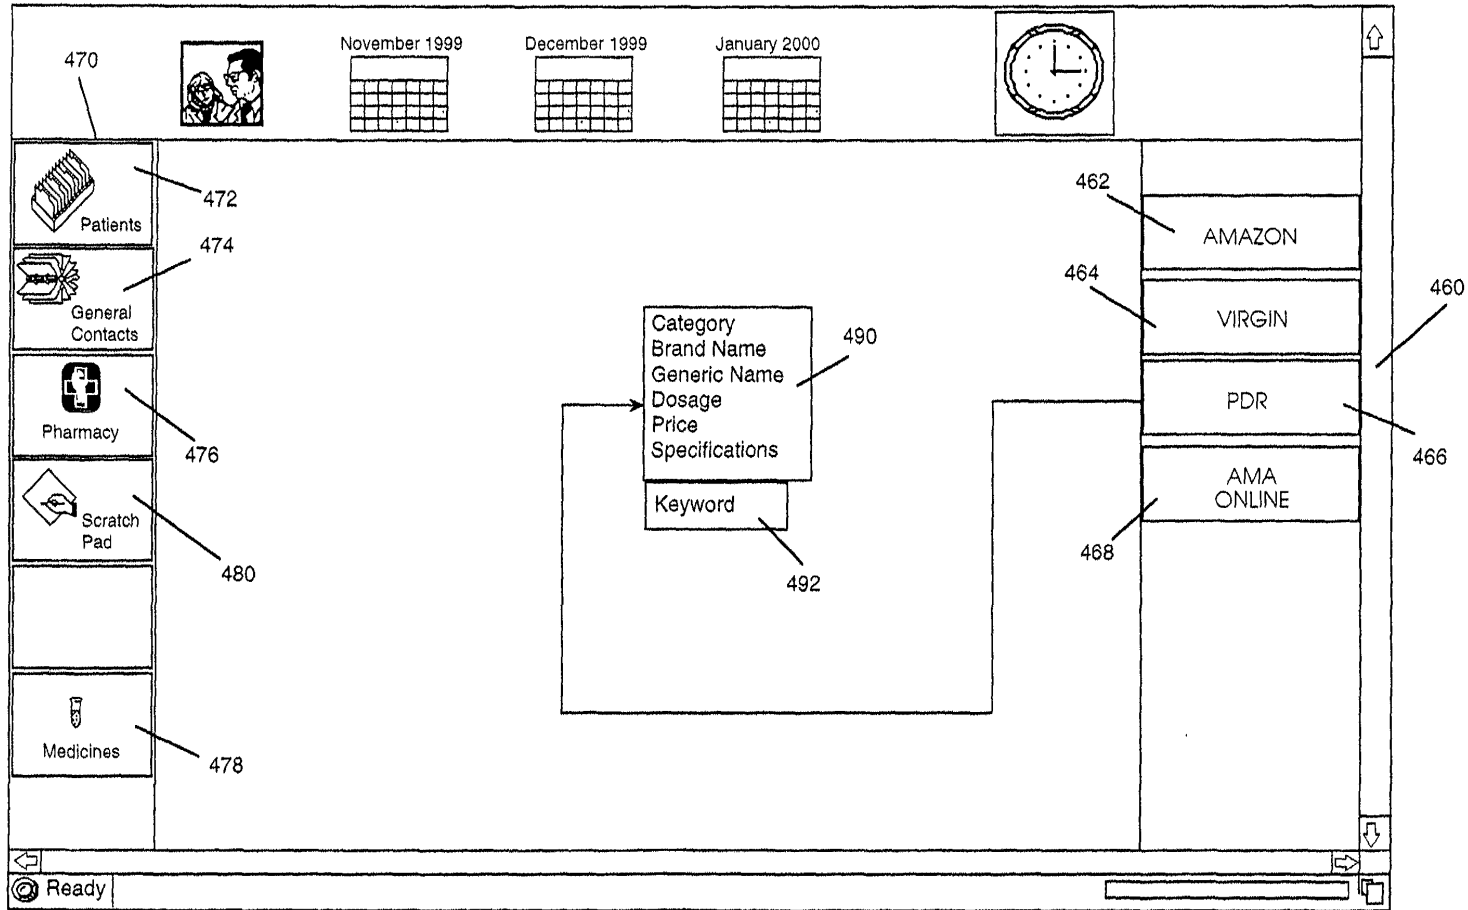 November 1999
December 1999
January 2000
470
472
Patients
474
General
Contacts
476
Pharmacy
480
Scratch
Pad
478
Medicines
Category
Brand Name
Generic Name
Dosage
Price
Specifications
490
Keyword
492
462
AMAZON
464
VIRGIN
460
PDR
466
AMA
ONLINE
468
Ready